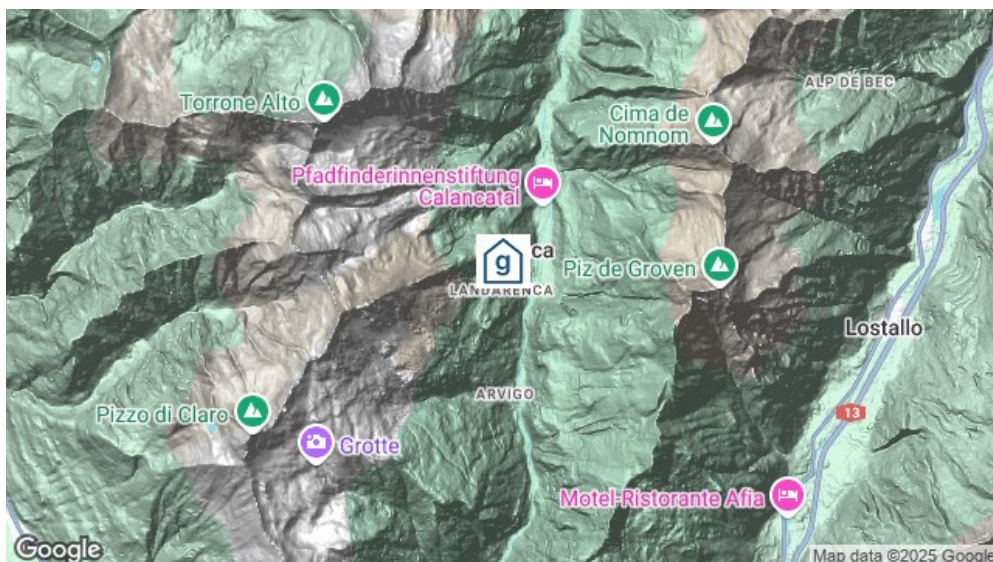 ALP DE BEC
Torrone Alto
Cima de
Nomnom
Pfadfinderinnenstiftung
Calancatal
g
ca
Piz de Groven
LANDARENCA
Lostallo
ARVIGO
Pizzo di Claro
13
Grotte
Motel-Ristorante Afia
Google
Map data ©2025 Google